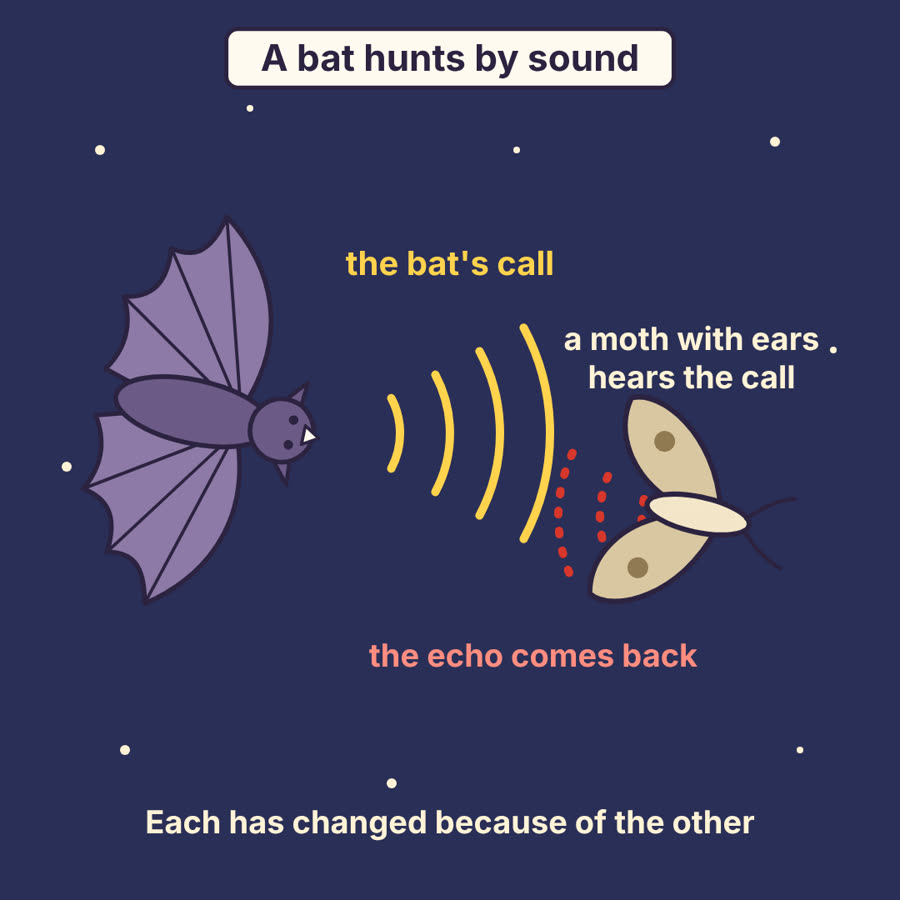 A bat hunts by sound
the bat's call
a moth with ears
hears the call
the echo comes back
Each has changed because of the other